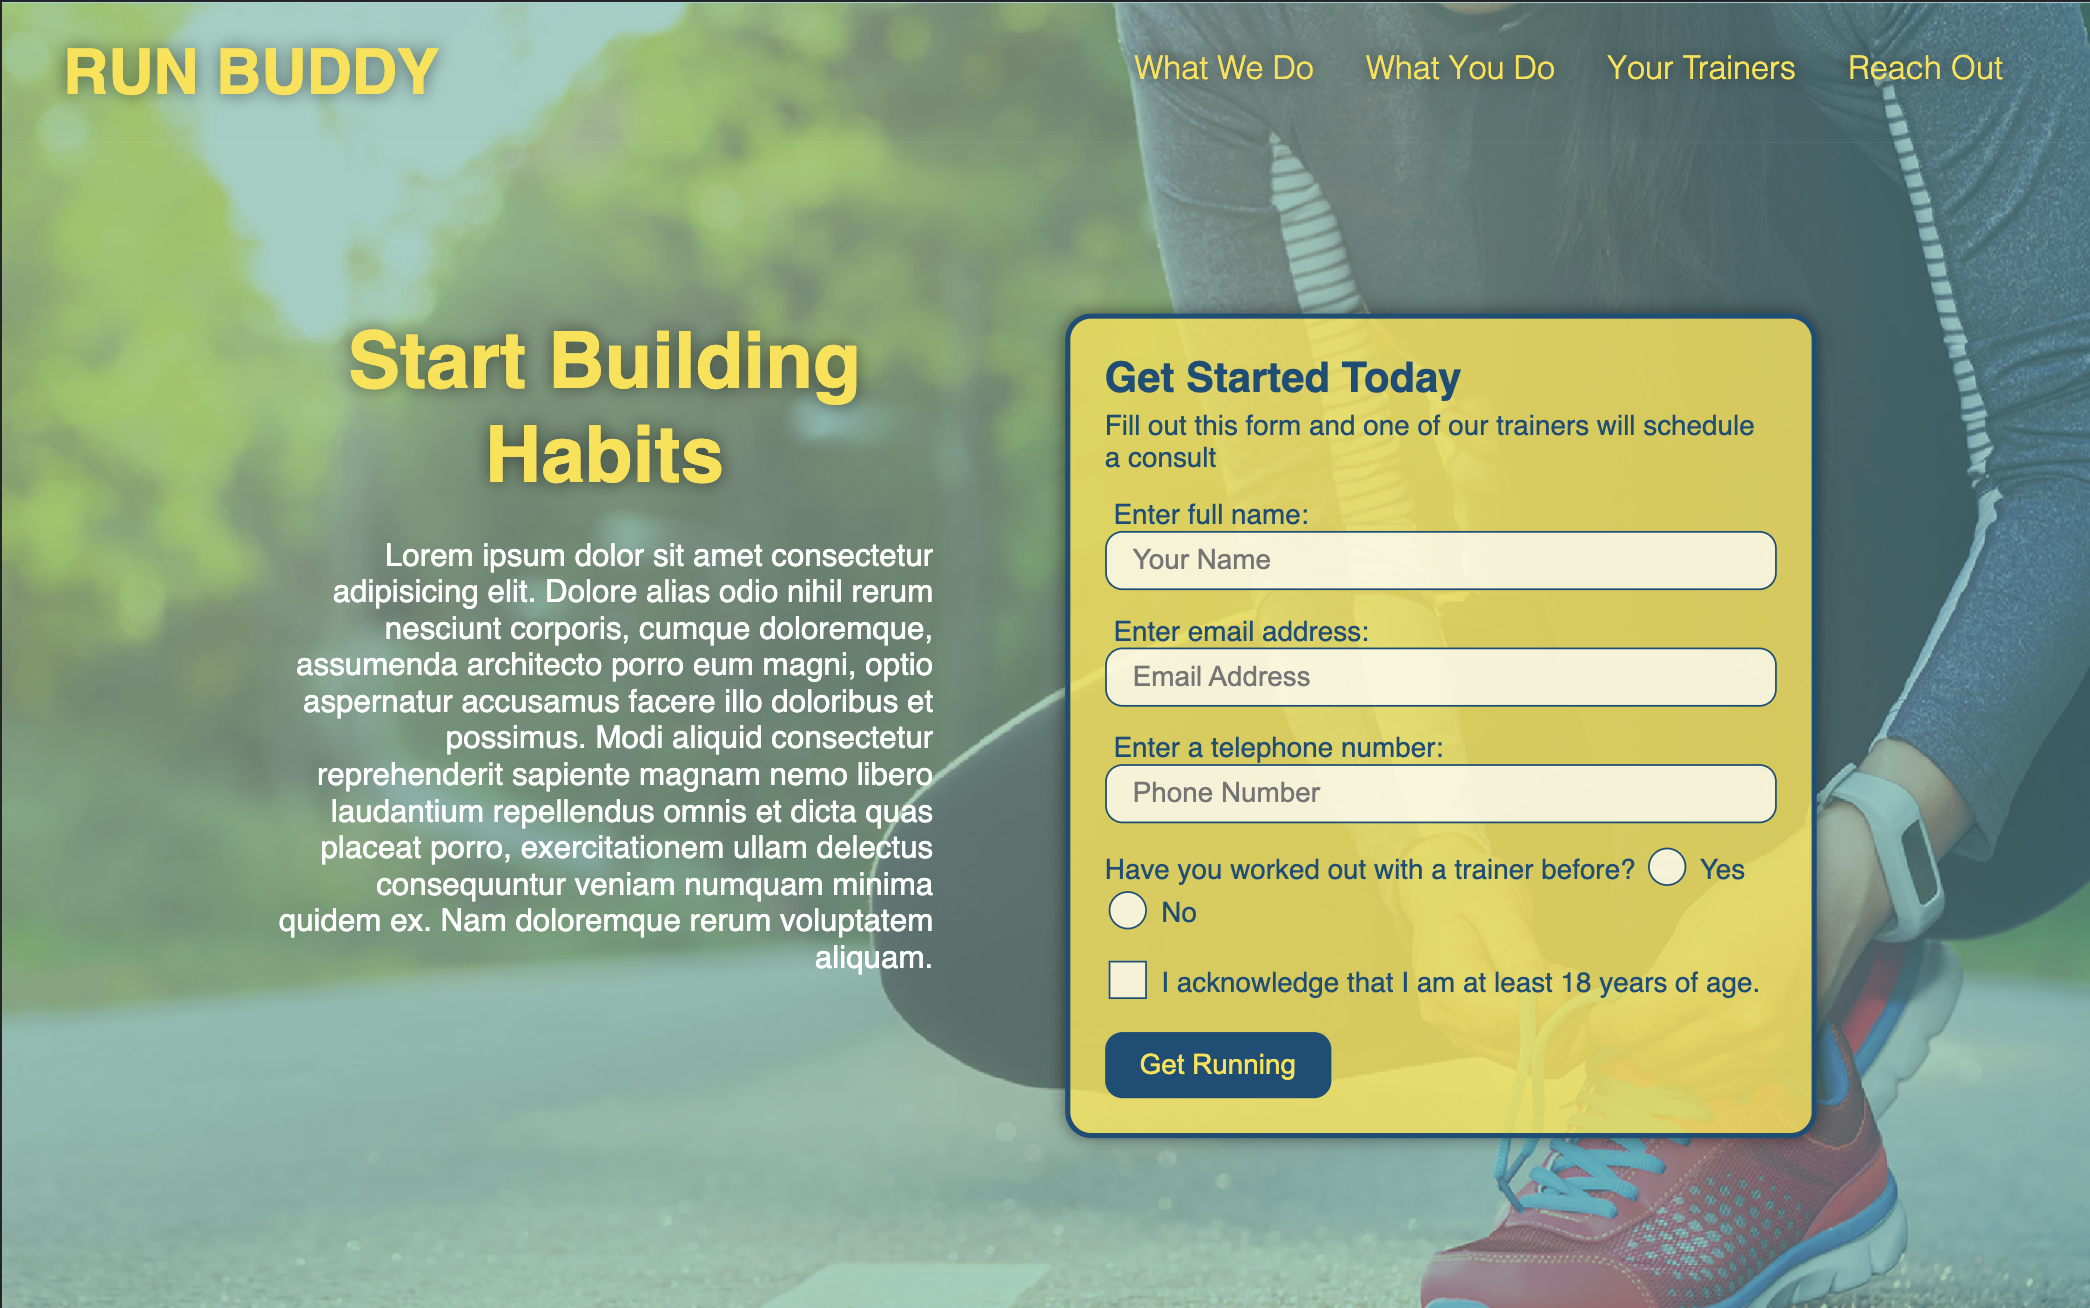 RUN BUDDY
What We Do
What You Do
Your Trainers
Reach Out
Start Building
Habits
Lorem ipsum dolor sit amet consectetur
adipisicing elit. Dolore alias odio nihil rerum
nesciunt corporis, cumque doloremque,
assumenda architecto porro eum magni, optio
aspernatur accusamus facere illo doloribus et
possimus. Modi aliquid consectetur
reprehenderit sapiente magnam nemo libero
laudantium repellendus omnis et dicta quas
placeat porro, exercitationem ullam delectus
consequuntur veniam numquam minima
quidem ex. Nam doloremque rerum voluptatem
aliquam.
Get Started Today
Fill out this form and one of our trainers will schedule
a consult
Enter full name:
Your Name
Enter email address:
Email Address
Enter a telephone number:
Phone Number
Have you worked out with a trainer before? Yes
No
I acknowledge that I am at least 18 years of age.
Get Running